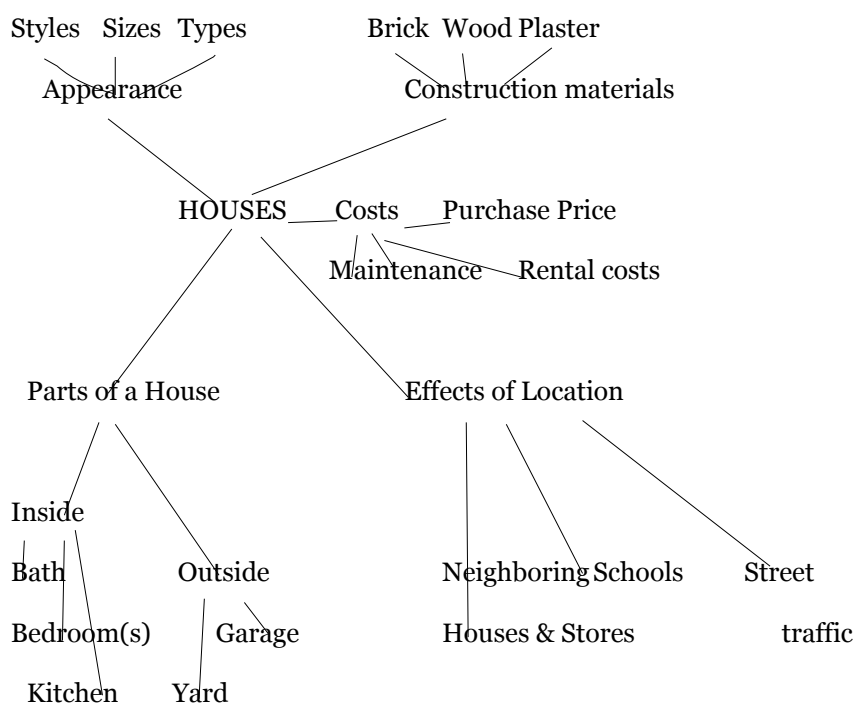 Styles Sizes Types Brick Wood Plaster
Appearance Construction materials
HOUSES Costs Purchase Price
Maintenance Rental costs
Parts of a House Effects of Location
Inside
Bath Outside Neighboring Schools Street
Bedroom(s) Garage Houses & Stores traffic
Kitchen Yard